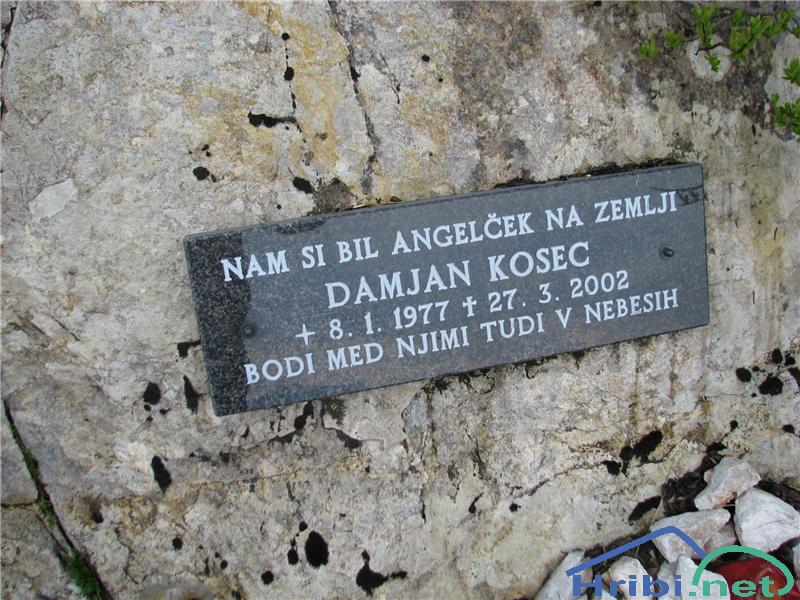 NAM SI BIL ANGELČEK NA ZEMLJI
DAMJAN KOSEC
+ 8. 1. 1977 ✝ 27. 3. 2002
BODI MED NJIMI TUDI V NEBESIH
Hribi.net